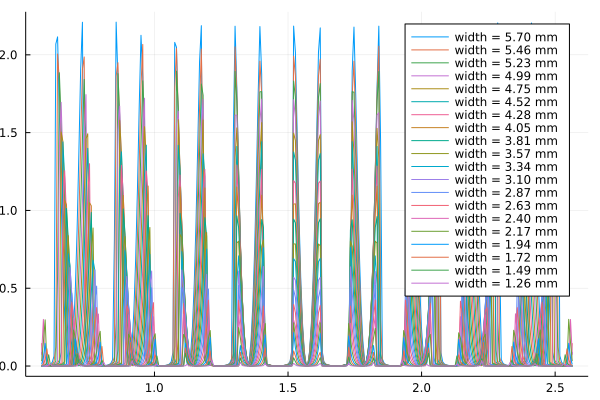 2.0
1.5
1.0
0.5
0.0
1.0
1.5
2.0
2.5
width = 5.70 mm
width = 5.46 mm
width = 5.23 mm
width = 4.99 mm
width = 4.75 mm
width = 4.52 mm
width = 4.28 mm
width = 4.05 mm
width = 3.81 mm
width = 3.57 mm
width = 3.34 mm
width = 3.10 mm
width = 2.87 mm
width = 2.63 mm
width = 2.40 mm
width = 2.17 mm
width = 1.94 mm
width = 1.72 mm
width = 1.49 mm
width = 1.26 mm